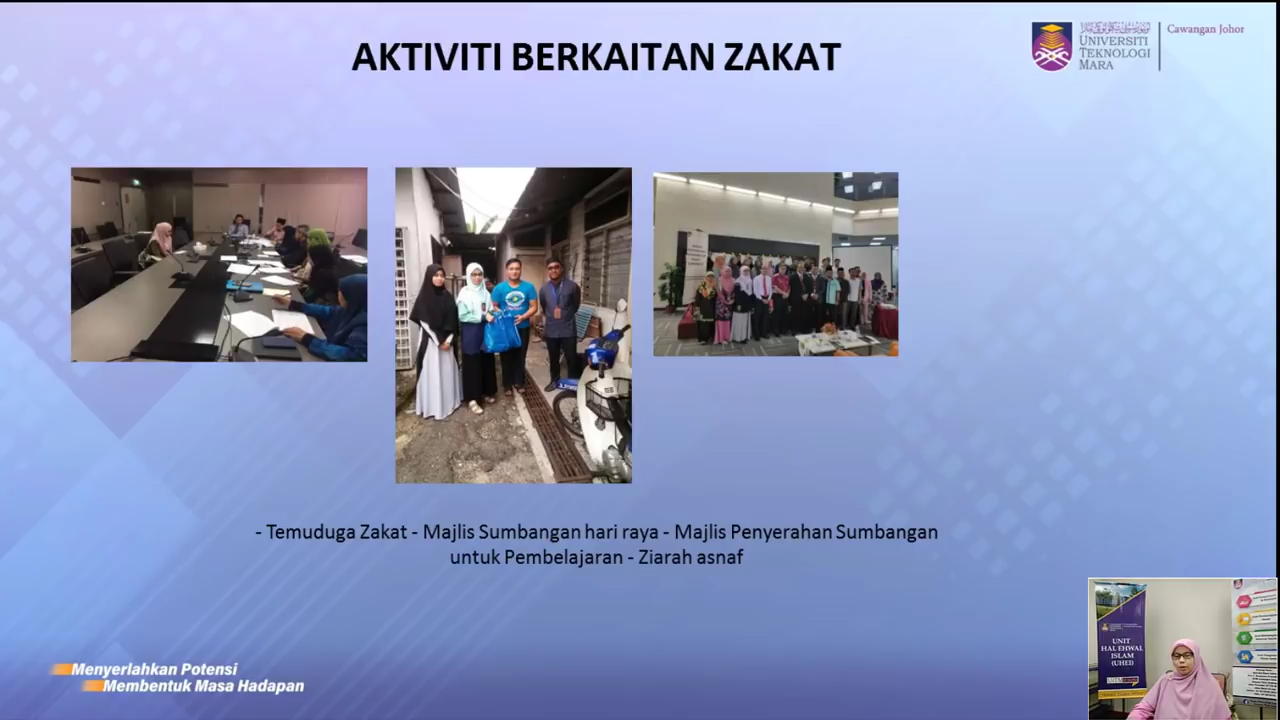 AKTIVITI BERKAITAN ZAKAT
UNIVERSITI
TEKNOLOGI
MARA
Cawangan Johor
- Temuduga Zakat - Majlis Sumbangan hari raya - Majlis Penyerahan Sumbangan
untuk Pembelajaran - Ziarah asnaf
Menyerlahkan Potensi
Membentuk Masa Hadapan
UNIT
HAL EHWAL
ISLAM
(UHEI)